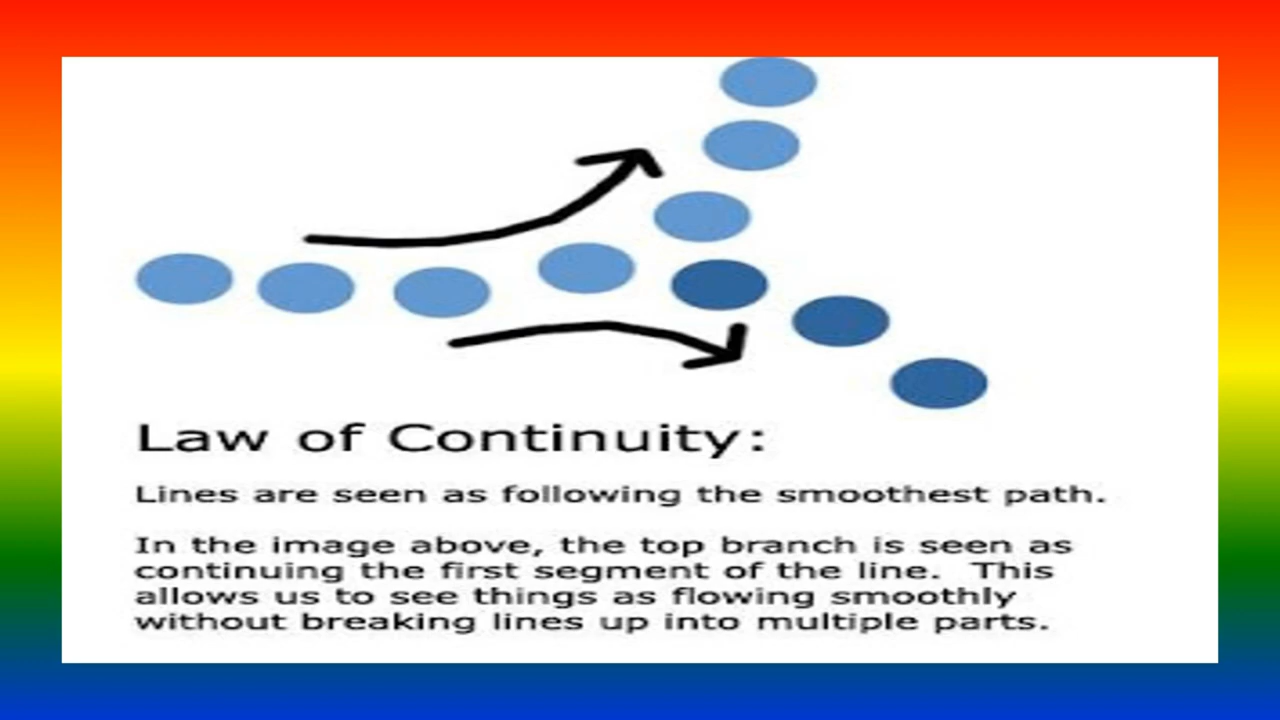 Law of Continuity:
Lines are seen as following the smoothest path.
In the image above, the top branch is seen as
continuing the first segment of the line.  This
allows us to see things as flowing smoothly
without breaking lines up into multiple parts.